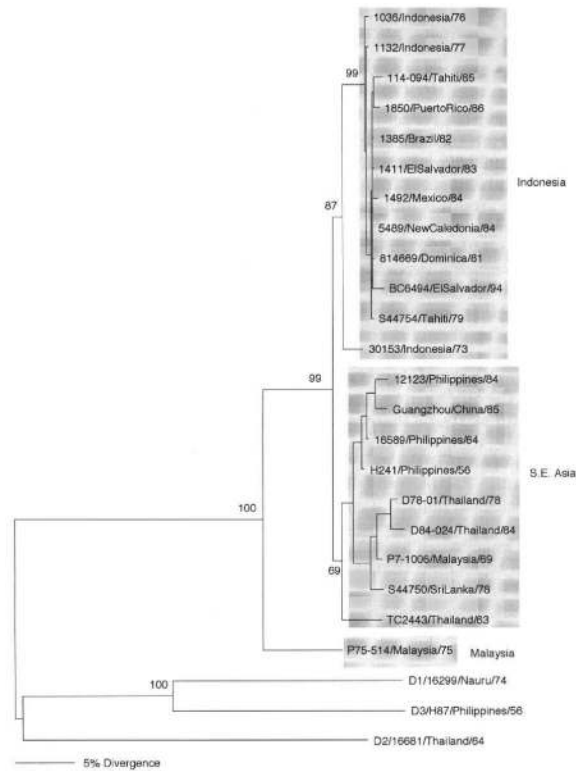 1036/Indonesia/76
1132/Indonesia/77
99
114-094/Tahiti/85
1850/PuertoRico/86
1385/Brazil/82
1411/ElSalvador/83
Indonesia
1492/Mexico/84
87
5489/NewCaledonia/84
814669/Dominica/81
BC6494/ElSalvador/94
S44754/Tahiti/79
30153/Indonesia/73
99
12123/Philippines/84
Guangzhou/China/85
16589/Philippines/64
H241/Philippines/56
S.E. Asia
D78-01/Thailand/78
100
D84-024/Thailand/84
P7-1006/Malaysia/69
69
S44750/SriLanka/78
TC2443/Thailand/63
P75-514/Malaysia/75
Malaysia
100
D1/16299/Nauru/74
D3/H87/Philippines/56
D2/16681/Thailand/64
5% Divergence